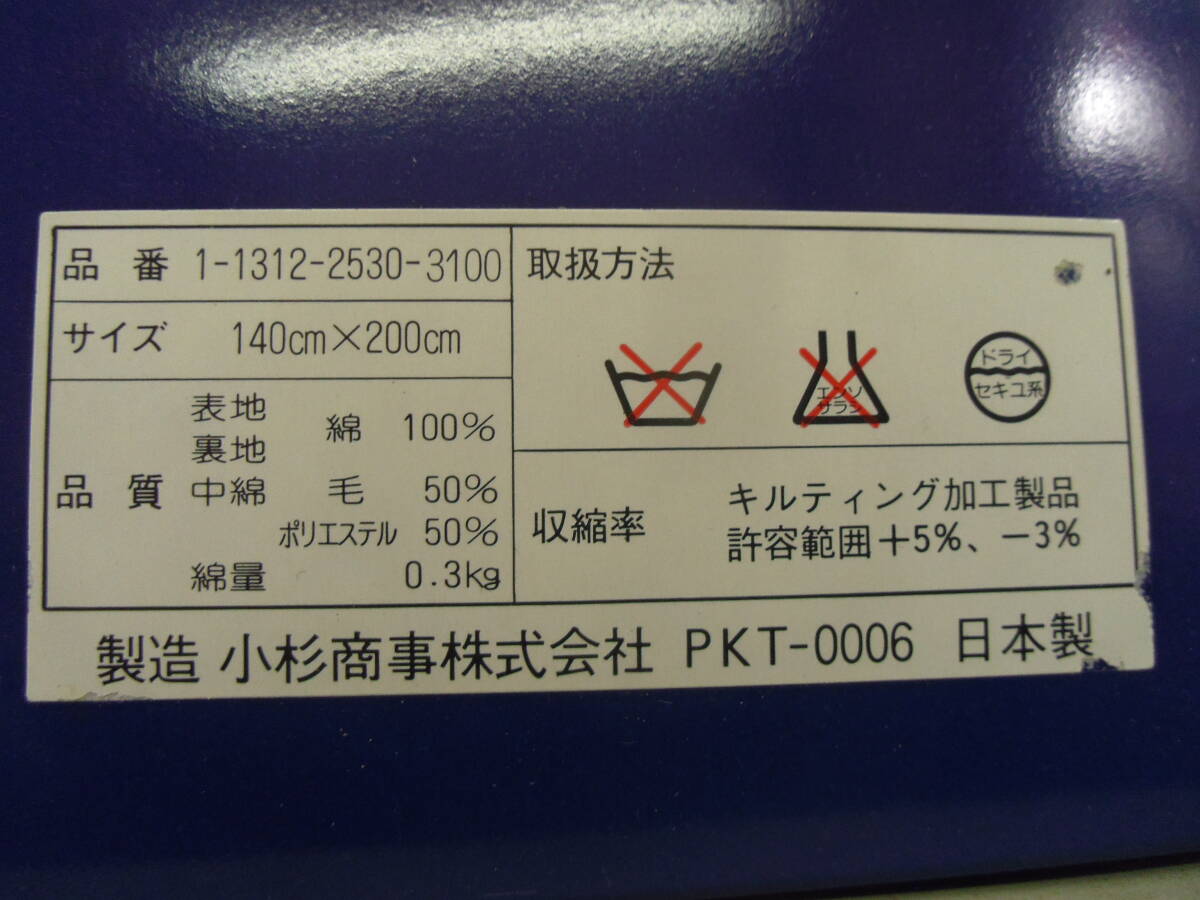 品番 1-1312-2530-3100
サイズ 140cm×200cm
品質
表地
裏地
綿 100%
中綿 毛 50%
ポリエステル 50%
綿量 0.3kg
取扱方法
エンソ
サラシ
ドライ
セキユ系
収縮率
キルティング加工製品
許容範囲+5%、-3%
製造 小杉商事株式会社 PKT-0006 日本製